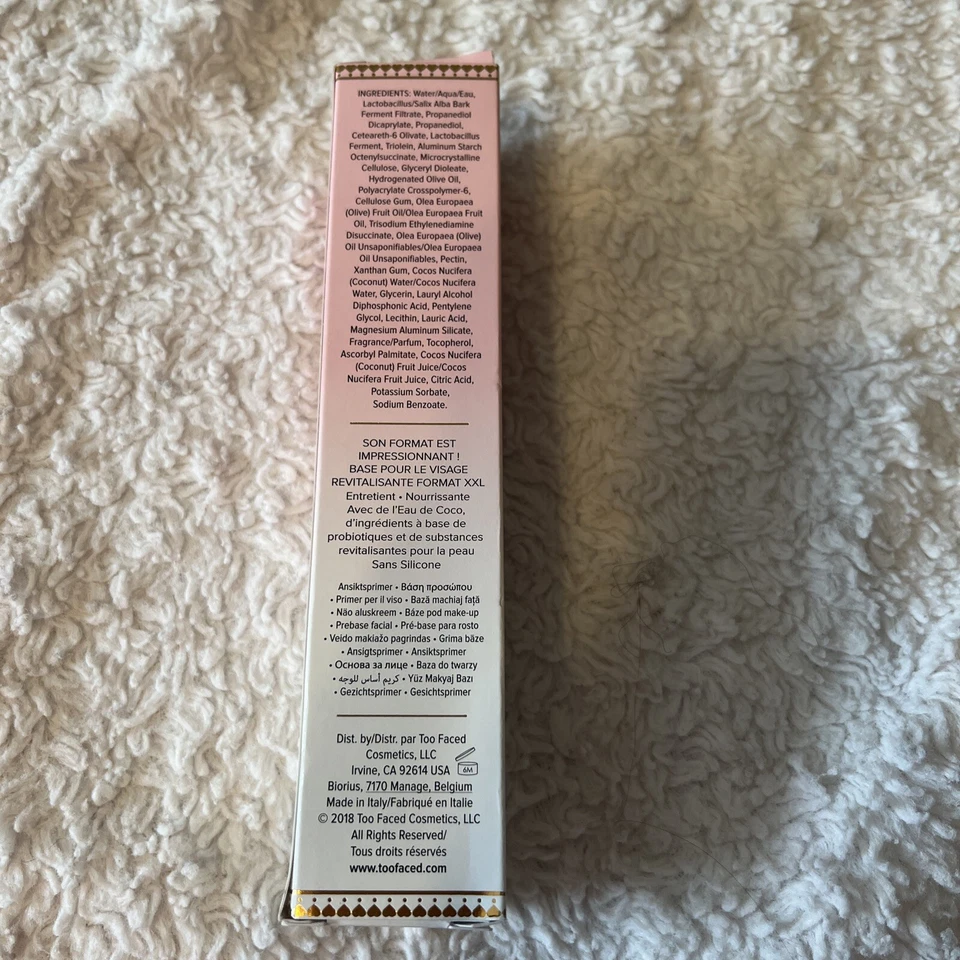 INGREDIENTS: Water/Aqua/Eau,
Lactobacillus/Salix Alba Bark
Ferment Filtrate, Propanediol
Dicaprylate, Propanediol,
Ceteareth-6 Olivate, Lactobacillus
Ferment, Triolein, Aluminum Starch
Octenylsuccinate, Microcrystalline
Cellulose, Glyceryl Dioleate,
Hydrogenated Olive Oil,
Polyacrylate Crosspolymer-6,
Cellulose Gum, Olea Europaea
(Olive) Fruit Oil/Olea Europaea Fruit
Oil, Trisodium Ethylenediamine
Disuccinate, Olea Europaea (Olive)
Oil Unsaponifiables/Olea Europaea
Oil Unsaponifiables, Pectin,
Xanthan Gum, Cocos Nucifera
(Coconut) Water/Cocos Nucifera
Water, Glycerin, Lauryl Alcohol
Diphosphonic Acid, Pentylene
Glycol, Lecithin, Lauric Acid,
Magnesium Aluminum Silicate,
Fragrance/Parfum, Tocopherol,
Ascorbyl Palmitate, Cocos Nucifera
(Coconut) Fruit Juice/Cocos
Nucifera Fruit Juice, Citric Acid,
Potassium Sorbate,
Sodium Benzoate.
SON FORMAT EST
IMPRESSIONNANT !
BASE POUR LE VISAGE
REVITALISANTE FORMAT XXL
Entretient • Nourrissante
Avec de l'Eau de Coco,
d'ingrédients à base de
probiotiques et de substances
revitalisantes pour la peau
Sans Silicone
Ansiktsprimer • Βάση προσώπου
• Primer per il viso • Bază machiaj față
• Näo aluskreem • Báze pod make-up
• Prebase facial • Pré-base para rosto
• Veido makiažo pagrindas • Grima bāze
• Ansigtsprimer • Ansiktsprimer
• Основа за лице • Baza do twarzy
• كريم أساس للوجه • Yüz Makyaj Bazı
• Gezichtsprimer • Gesichtsprimer
Dist. by/Distr. par Too Faced
Cosmetics, LLC
Irvine, CA 92614 USA 6M
Biorius, 7170 Manage, Belgium
Made in Italy/Fabriqué en Italie
© 2018 Too Faced Cosmetics, LLC
All Rights Reserved/
Tous droits réservés
www.toofaced.com